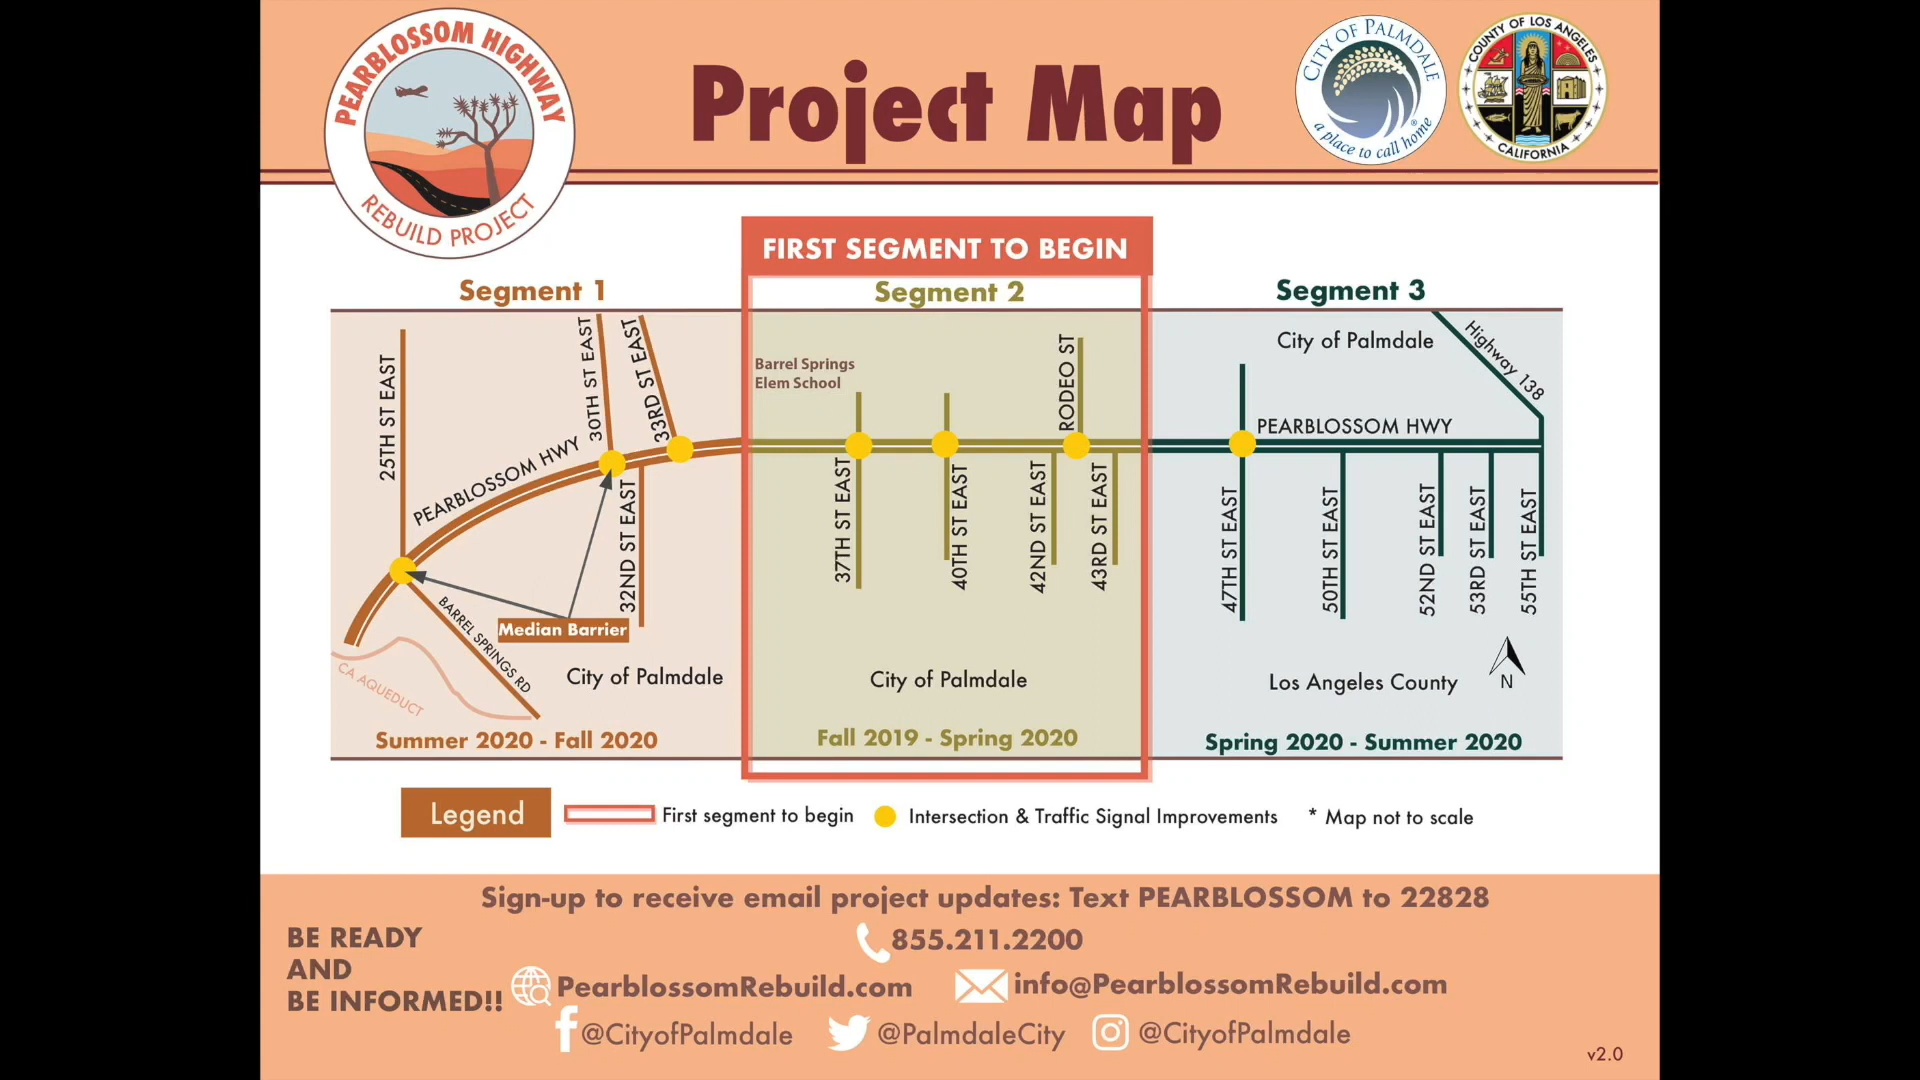 PEARBLOSSOM HIGHWAY
REBUILD PROJECT
Project Map
CITY OF PALMDALE
a place to call home
®
COUNTY OF LOS ANGELES
CALIFORNIA
FIRST SEGMENT TO BEGIN
Segment 1
Segment 2
Segment 3
25TH ST EAST
PEARBLOSSOM HWY
30TH ST EAST
33RD ST EAST
32ND ST EAST
BARREL SPRINGS RD
CA AQUEDUCT
Median Barrier
City of Palmdale
Summer 2020 - Fall 2020
Barrel Springs
Elem School
37TH ST EAST
40TH ST EAST
RODEO ST
42ND ST EAST
43RD ST EAST
City of Palmdale
Fall 2019 - Spring 2020
City of Palmdale
Highway 138
PEARBLOSSOM HWY
47TH ST EAST
50TH ST EAST
52ND ST EAST
53RD ST EAST
55TH ST EAST
N
Los Angeles County
Spring 2020 - Summer 2020
Legend
First segment to begin
Intersection & Traffic Signal Improvements
* Map not to scale
Sign-up to receive email project updates: Text PEARBLOSSOM to 22828
BE READY
AND
BE INFORMED!!
855.211.2200
PearblossomRebuild.com
info@PearblossomRebuild.com
@CityofPalmdale
@PalmdaleCity
@CityofPalmdale
v2.0